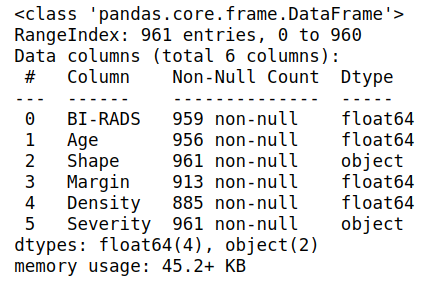 <class 'pandas.core.frame.DataFrame'>
RangeIndex: 961 entries, 0 to 960
Data columns (total 6 columns):
 #   Column    Non-Null Count  Dtype
---  ------    --------------  -----
 0   BI-RADS   959 non-null    float64
 1   Age       956 non-null    float64
 2   Shape     961 non-null    object
 3   Margin    913 non-null    float64
 4   Density   885 non-null    float64
 5   Severity  961 non-null    object
dtypes: float64(4), object(2)
memory usage: 45.2+ KB